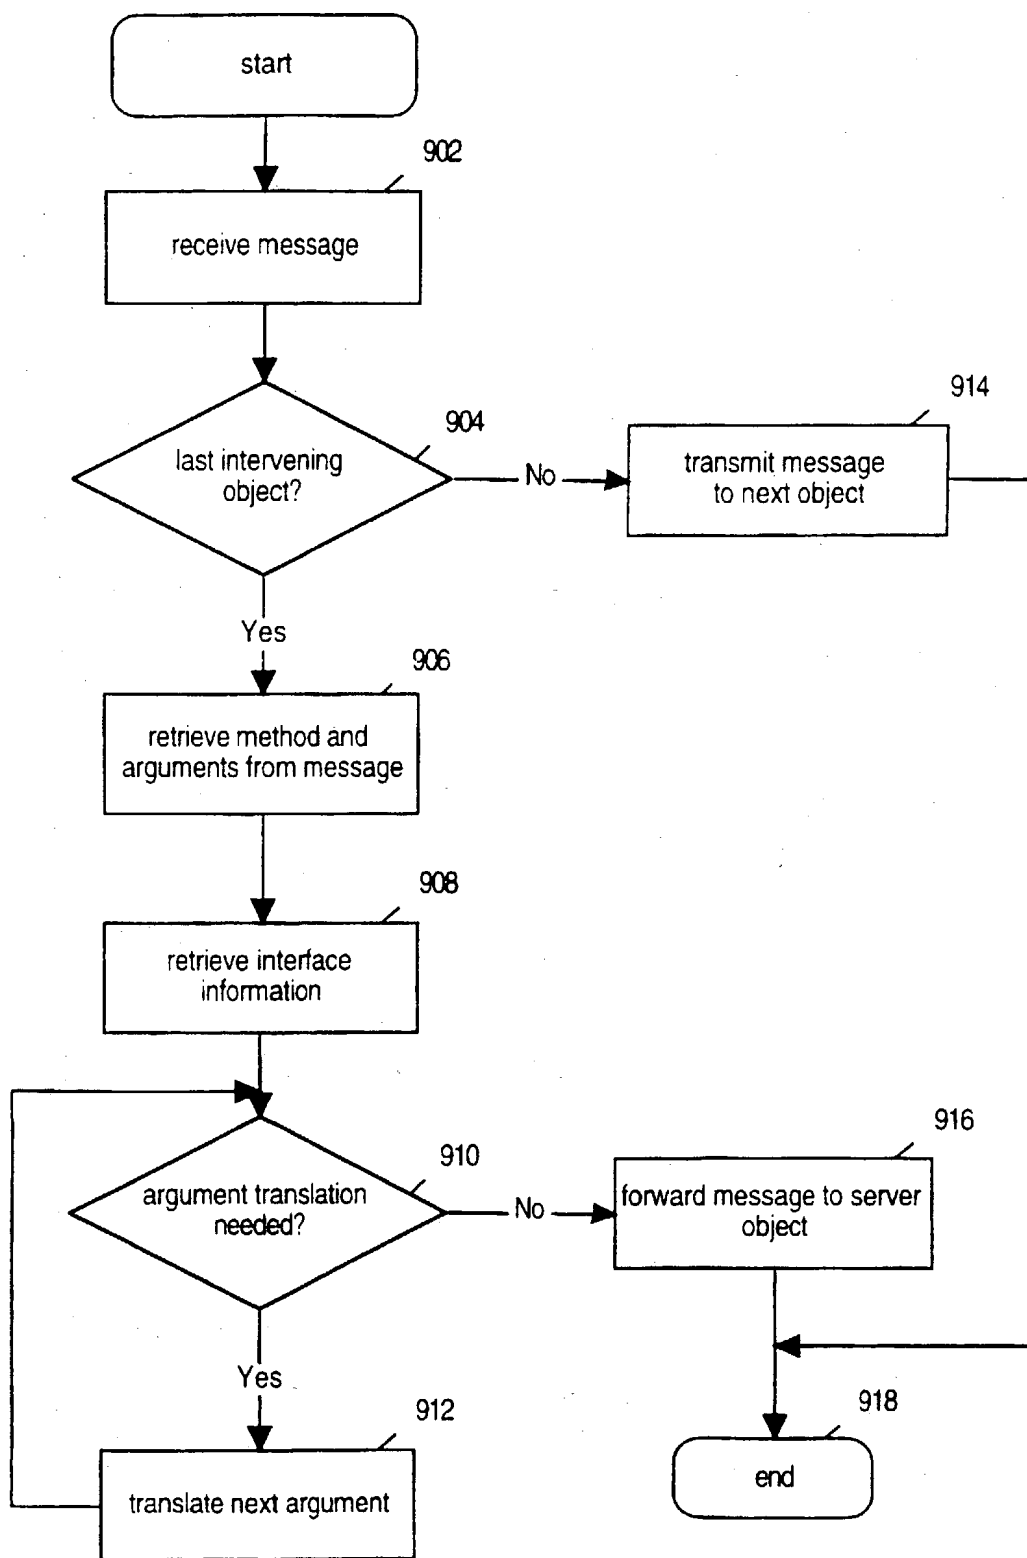 start
902
receive message
904
last intervening
object?
No
914
transmit message
to next object
Yes
906
retrieve method and
arguments from message
908
retrieve interface
information
910
argument translation
needed?
No
916
forward message to server
object
Yes
912
translate next argument
918
end